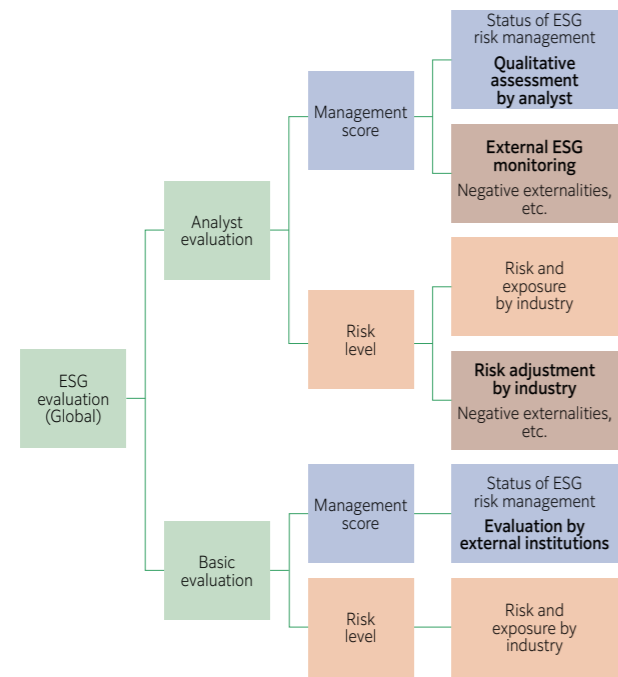 ESG
evaluation
(Global)
Analyst
evaluation
Management
score
Status of ESG
risk management
Qualitative
assessment
by analyst
External ESG
monitoring
Negative externalities,
etc.
Risk
level
Risk and
exposure
by industry
Risk adjustment
by industry
Negative externalities,
etc.
Basic
evaluation
Management
score
Status of ESG
risk management
Evaluation by
external institutions
Risk
level
Risk and
exposure by
industry